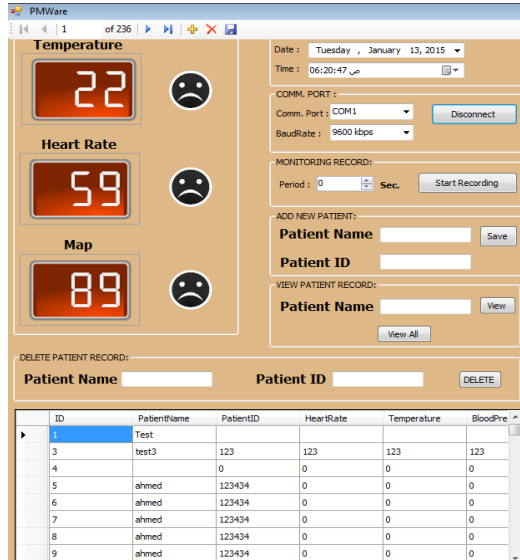 PMWare
1 of 236
Temperature
22
Heart Rate
59
Map
89
Date : Tuesday , January 13, 2015
Time : 06:20:47 ص
COMM. PORT :
Comm. Port : COM1
Disconnect
BaudRate : 9600 kbps
MONITORING RECORD:
Period : 0 Sec. Start Recording
ADD NEW PATIENT:
Patient Name Save
Patient ID
VIEW PATIENT RECORD:
Patient Name View
View All
DELETE PATIENT RECORD:
Patient Name Patient ID DELETE
ID PatientName PatientID HeartRate Temperature BloodPre
1 Test
3 test3 123 123 123 123
4 0 0 0 0
5 ahmed 123434 0 0 0
6 ahmed 123434 0 0 0
7 ahmed 123434 0 0 0
8 ahmed 123434 0 0 0
9 ahmed 123434 0 0 0